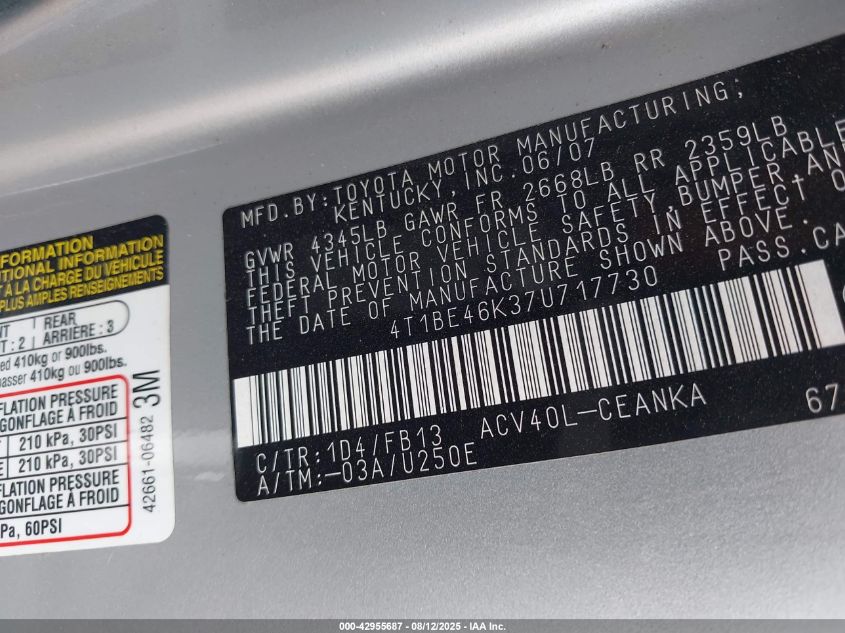 NFORMATION
ITIONAL INFORMATION
À LA CHARGE DU VÉHICULE
PLUS AMPLES RENSEIGNEMENTS
NT REAR
T : 2 ARRIÈRE : 3
ed 410kg or 900lbs.
passer 410kg ou 900lbs.
FLATION PRESSURE
GONFLAGE À FROID
210 kPa, 30PSI
E 210 kPa, 30PSI
FLATION PRESSURE
GONFLAGE À FROID
Pa, 60PSI
42661-06482 3M
MFD. BY: TOYOTA MOTOR MANUFACTURING,
KENTUCKY, INC. 06/07
GVWR 4345LB GAWR FR 2668LB RR 2359LB
THIS VEHICLE CONFORMS TO ALL APPLICABLE
FEDERAL MOTOR VEHICLE SAFETY, BUMPER, AN
THEFT PREVENTION STANDARDS IN EFFECT O
THE DATE OF MANUFACTURE SHOWN ABOVE.
4T1BE46K37U717730 PASS.CA
C/TR: 1D4/FB13 ACV40L-CEANKA 67
A/TM:-03A/U250E
000-42955687 - 08/12/2025 - IAA Inc.